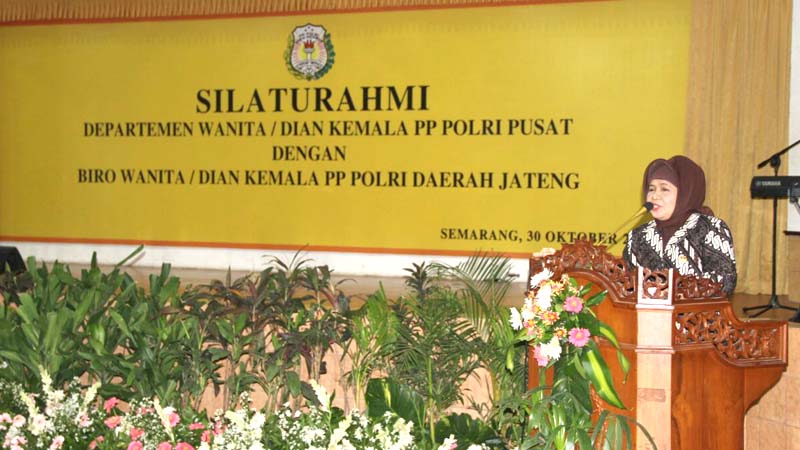 SILATURAHMI
DEPARTEMEN WANITA / DIAN KEMALA PP POLRI PUSAT
DENGAN
BIRO WANITA / DIAN KEMALA PP POLRI DAERAH JATENG
SEMARANG, 30 OKTOBER 2
YAMAHA